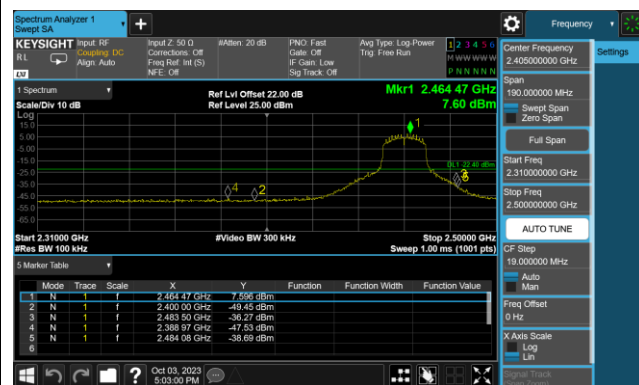 Spectrum Analyzer 1
Swept SA
Frequency
KEYSIGHT
Input: RF
Input Z: 50 Ω
#Atten: 20 dB
PNO: Fast
Avg Type: Log-Power
1 2 3 4 5 6
R L
Coupling: DC
Corrections: Off
Gate: Off
Trig: Free Run
M W W W W W
Align: Auto
Freq Ref: Int (S)
IF Gain: Low
P N N N N N
LXI
NFE: Off
Sig Track: Off
Center Frequency
2.405000000 GHz
Settings
Span
190.000000 MHz
Swept Span
Zero Span
Full Span
Start Freq
2.310000000 GHz
Stop Freq
2.500000000 GHz
AUTO TUNE
CF Step
19.000000 MHz
Auto
Man
Freq Offset
0 Hz
X Axis Scale
Log
Lin
Signal Track
1 Spectrum
Ref Lvl Offset 22.00 dB
Mkr1 2.464 47 GHz
Scale/Div 10 dB
Ref Level 25.00 dBm
7.60 dBm
Log
15.0
5.00
-5.00
-15.0
-25.0
-35.0
-45.0
-55.0
-65.0
1
DL1 -22.40 dBm
4
2
3
Start 2.31000 GHz
#Video BW 300 kHz
Stop 2.50000 GHz
#Res BW 100 kHz
Sweep 1.00 ms (1001 pts)
5 Marker Table
Mode Trace Scale X Y Function Function Width Function Value
1 N 1 f 2.464 47 GHz 7.596 dBm
2 N 1 f 2.400 00 GHz -49.45 dBm
3 N 1 f 2.483 50 GHz -36.27 dBm
4 N 1 f 2.388 97 GHz -47.53 dBm
5 N 1 f 2.484 08 GHz -38.69 dBm
6
Oct 03, 2023
5:03:00 PM